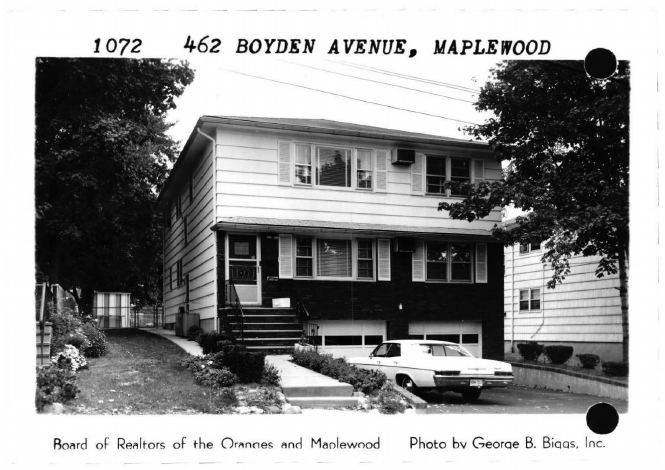 1072 462 BOYDEN AVENUE, MAPLEWOOD
Board of Realtors of the Oranges and Maplewood Photo by George B. Biggs, Inc.